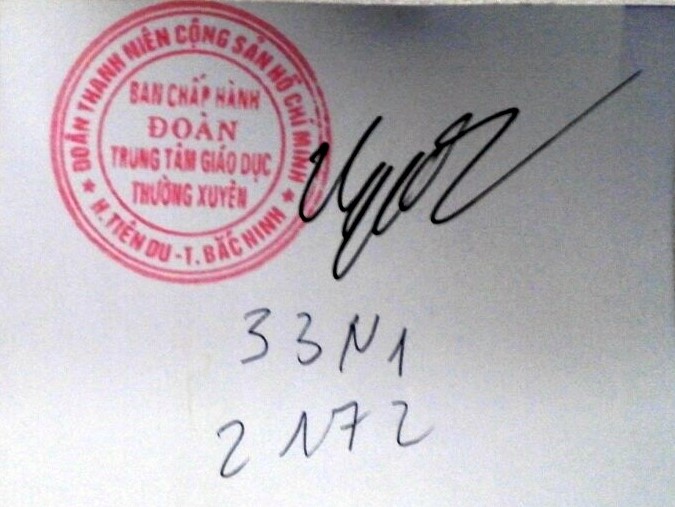 ĐOÀN THANH NIÊN CỘNG SẢN HỒ CHÍ MINH
BAN CHẤP HÀNH
ĐOÀN
TRUNG TÂM GIÁO DỤC
THƯỜNG XUYÊN
★ H. TIÊN DU - T. BẮC NINH ★
33N1
2N72